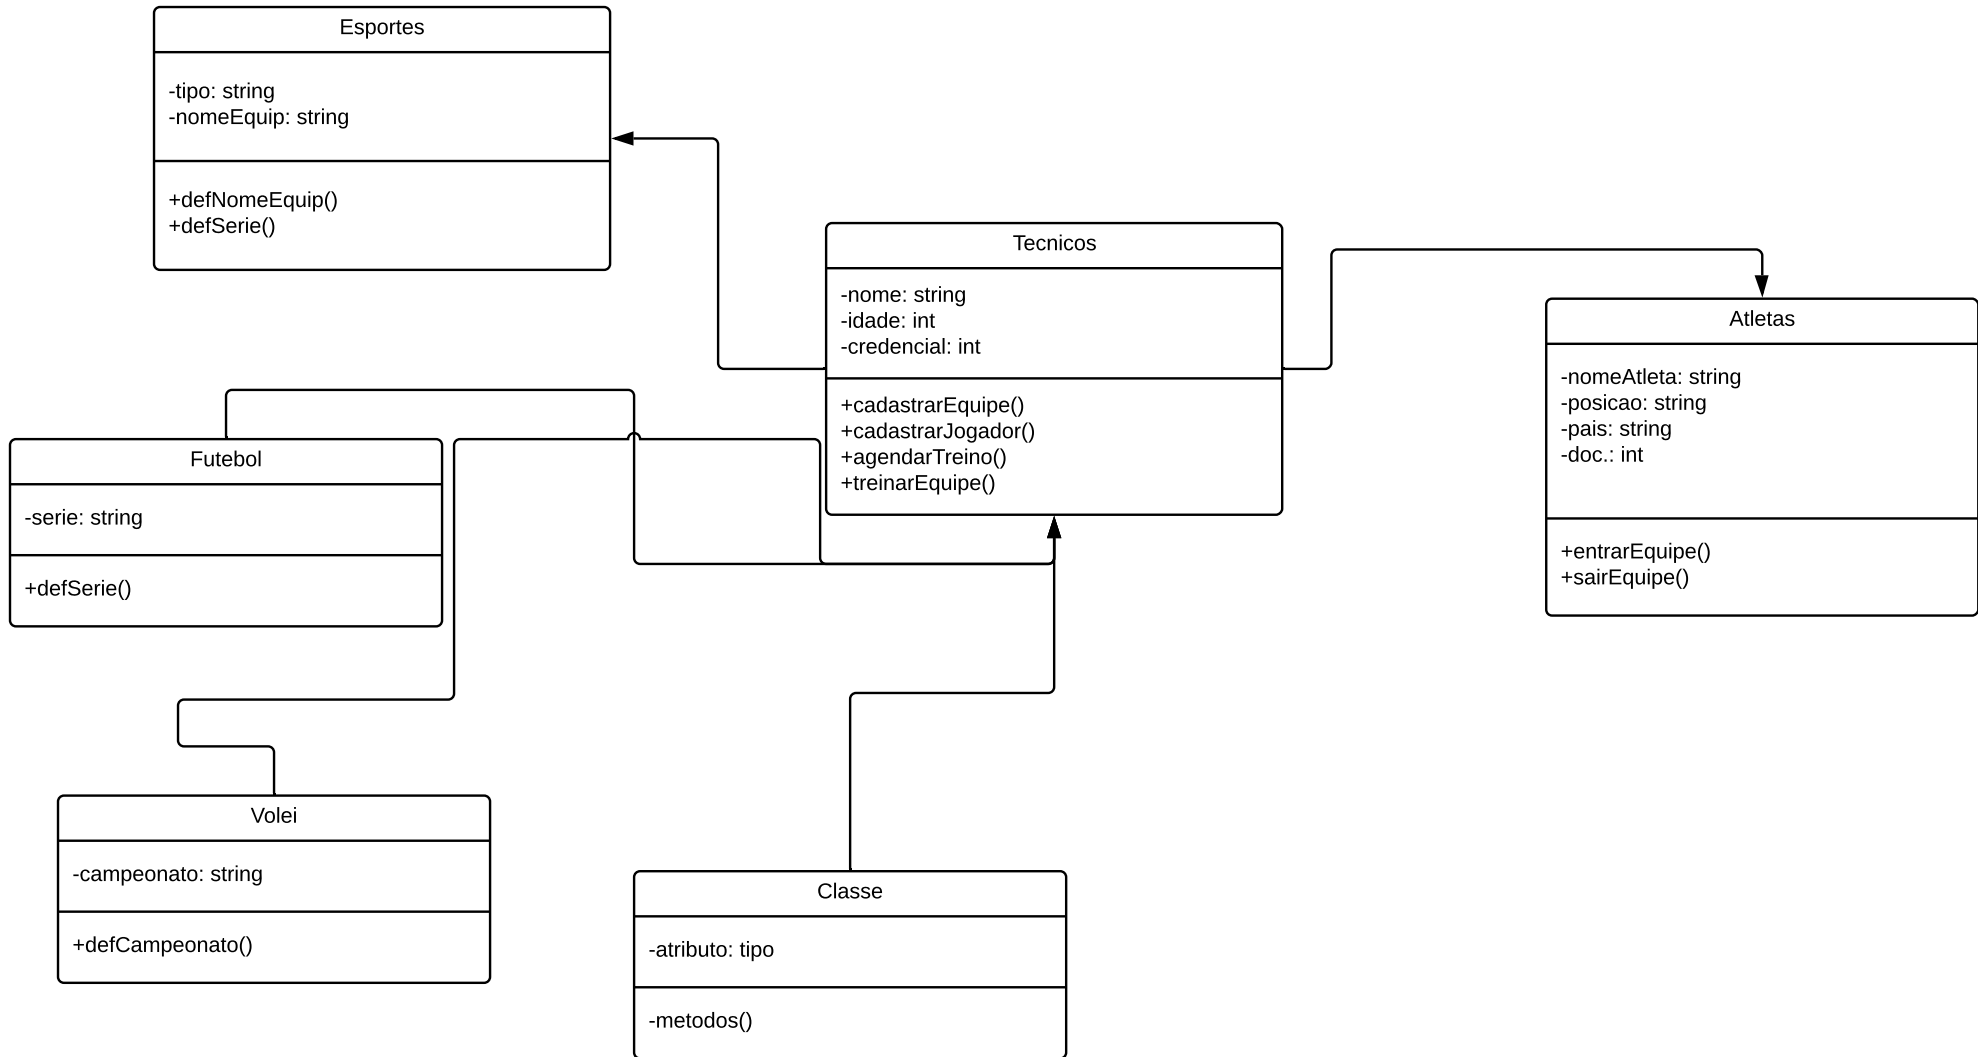 Esportes
-tipo: string
-nomeEquip: string
+defNomeEquip()
+defSerie()
Tecnicos
-nome: string
-idade: int
-credencial: int
+cadastrarEquipe()
+cadastrarJogador()
+agendarTreino()
+treinarEquipe()
Atletas
-nomeAtleta: string
-posicao: string
-pais: string
-doc.: int
+entrarEquipe()
+sairEquipe()
Futebol
-serie: string
+defSerie()
Volei
-campeonato: string
+defCampeonato()
Classe
-atributo: tipo
-metodos()